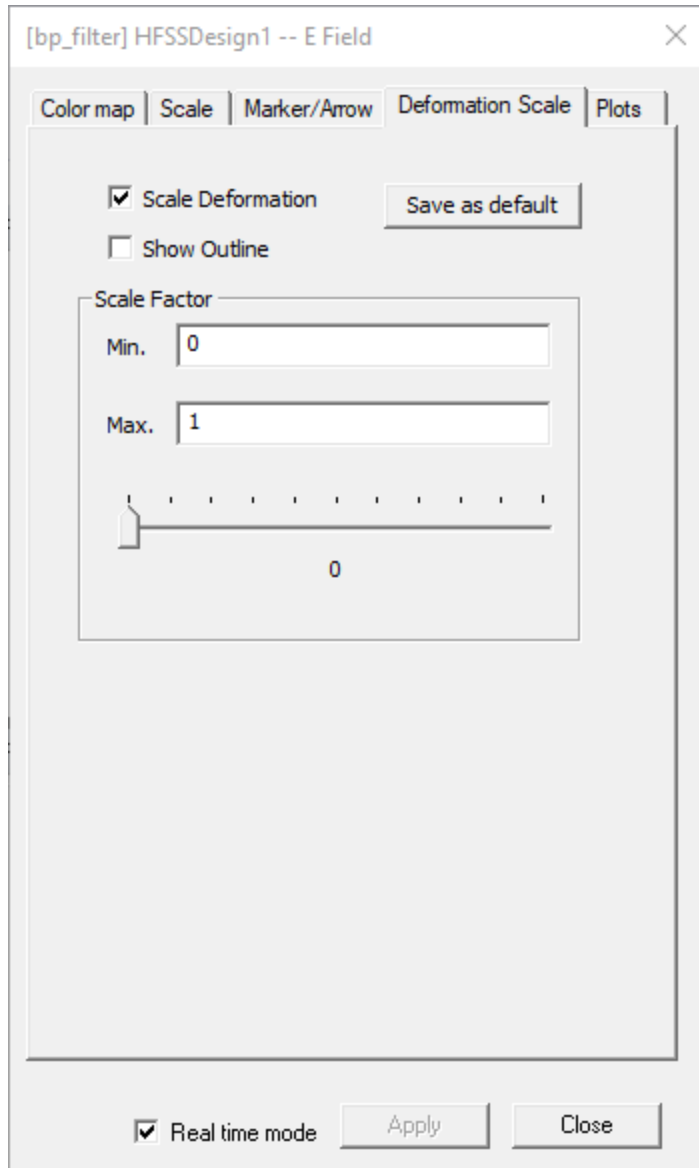 [bp_filter] HFSSDesign1 -- E Field
Color map Scale Marker/Arrow Deformation Scale Plots
Scale Deformation Save as default
Show Outline
Scale Factor
Min. 0
Max. 1
0
Real time mode Apply Close